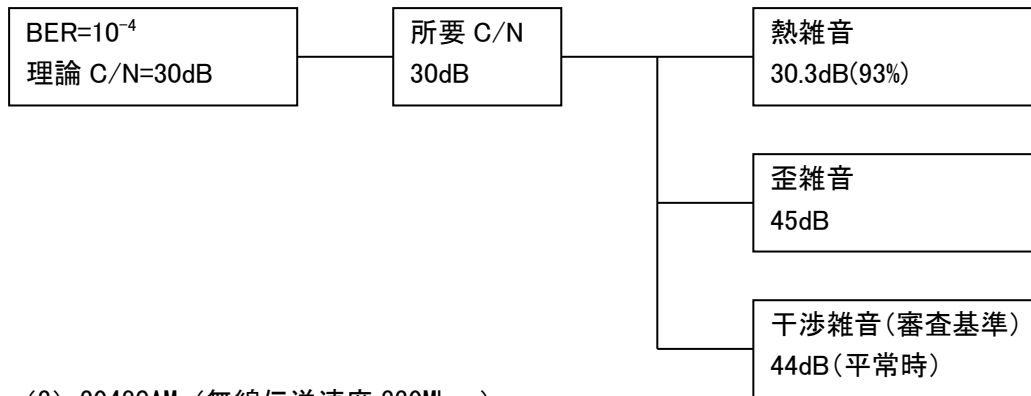 BER=10⁻⁴
理論 C/N=30dB
所要 C/N
30dB
熱雑音
30.3dB(93%)
歪雑音
45dB
干渉雑音(審査基準)
44dB(平常時)